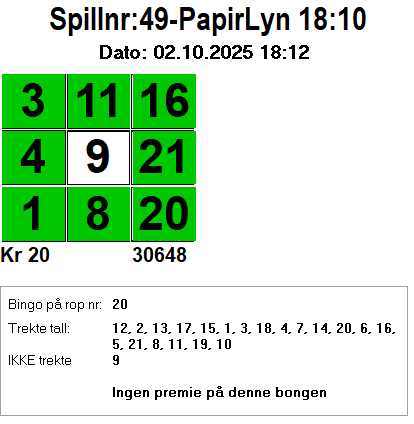 Spillnr:49-PapirLyn 18:10
Dato: 02.10.2025 18:12
3 11 16
4 9 21
1 8 20
Kr 20 30648
Bingo på rop nr: 20
Trekte tall: 12, 2, 13, 17, 15, 1, 3, 18, 4, 7, 14, 20, 6, 16,
5, 21, 8, 11, 19, 10
IKKE trekte 9
Ingen premie på denne bongen